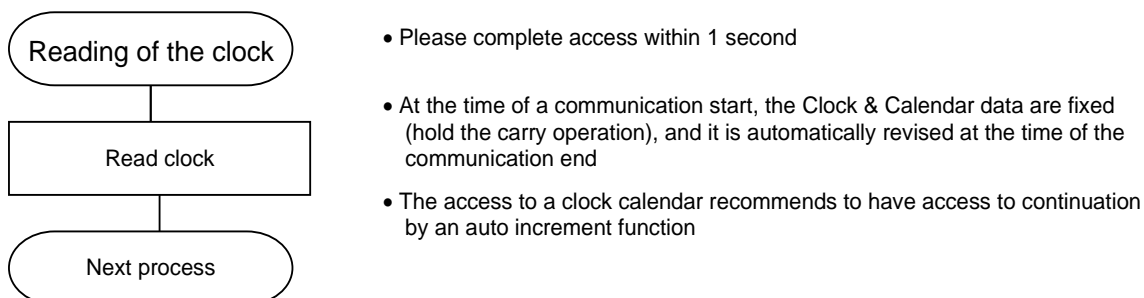 Reading of the clock
Read clock
Next process
• Please complete access within 1 second
• At the time of a communication start, the Clock & Calendar data are fixed
(hold the carry operation), and it is automatically revised at the time of the
communication end
• The access to a clock calendar recommends to have access to continuation
by an auto increment function